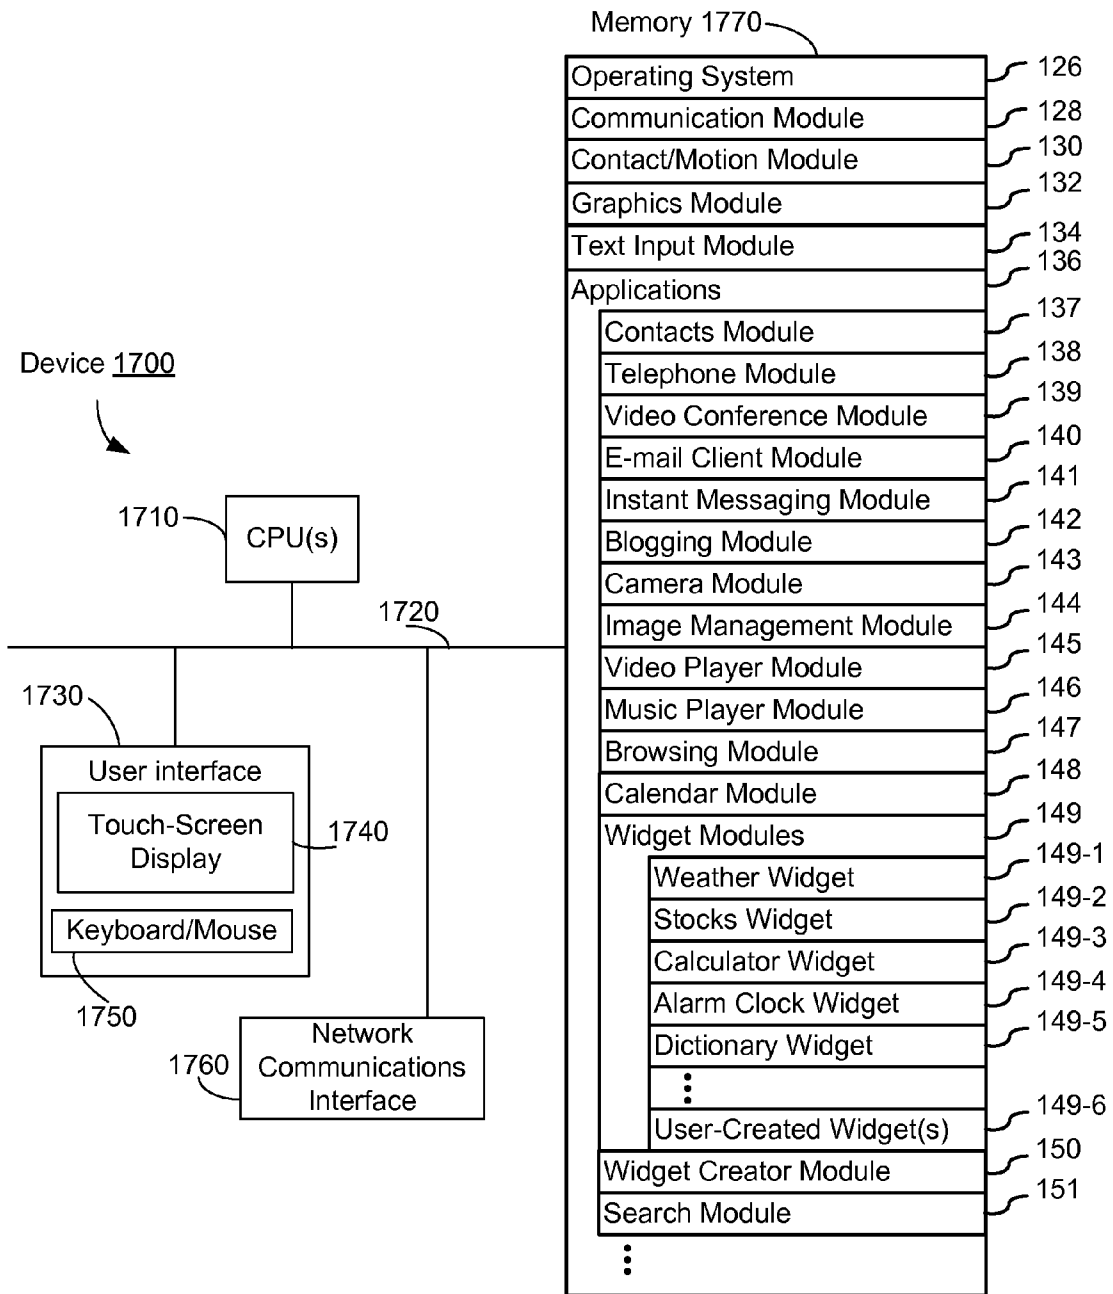 Memory 1770
Operating System 126
Communication Module 128
Contact/Motion Module 130
Graphics Module 132
Text Input Module 134
Applications 136
Contacts Module 137
Telephone Module 138
Video Conference Module 139
E-mail Client Module 140
Instant Messaging Module 141
Blogging Module 142
Camera Module 143
Image Management Module 144
Video Player Module 145
Music Player Module 146
Browsing Module 147
Calendar Module 148
Widget Modules 149
Weather Widget 149-1
Stocks Widget 149-2
Calculator Widget 149-3
Alarm Clock Widget 149-4
Dictionary Widget 149-5
User-Created Widget(s) 149-6
Widget Creator Module 150
Search Module 151
Device 1700
1710
CPU(s)
1720
1730
User interface
Touch-Screen
Display
1740
Keyboard/Mouse
1750
1760
Network
Communications
Interface